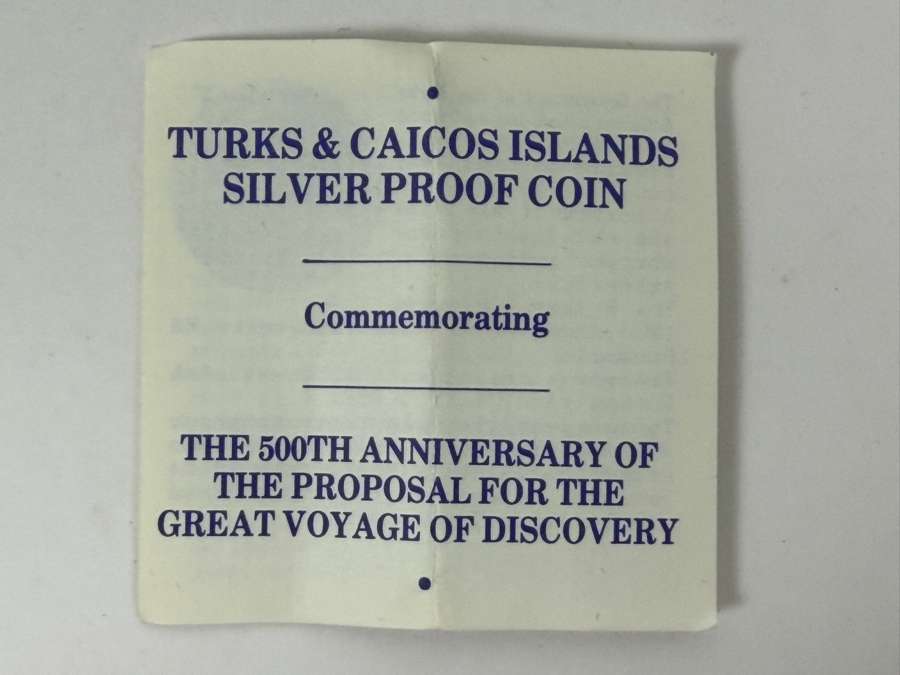 TURKS & CAICOS ISLANDS
SILVER PROOF COIN
Commemorating
THE 500TH ANNIVERSARY OF
THE PROPOSAL FOR THE
GREAT VOYAGE OF DISCOVERY